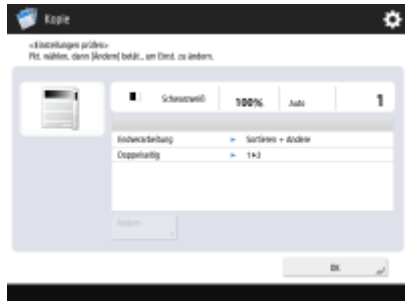 Kopie
<Einstellungen prüfen>
Pkt. wählen, dann [Ändern] betät., um Einst. zu ändern.
Schwarzweiß 100% Auto 1
Endverarbeitung ► Sortieren + Andere
Doppelseitig ► 1►2
Ändern
OK